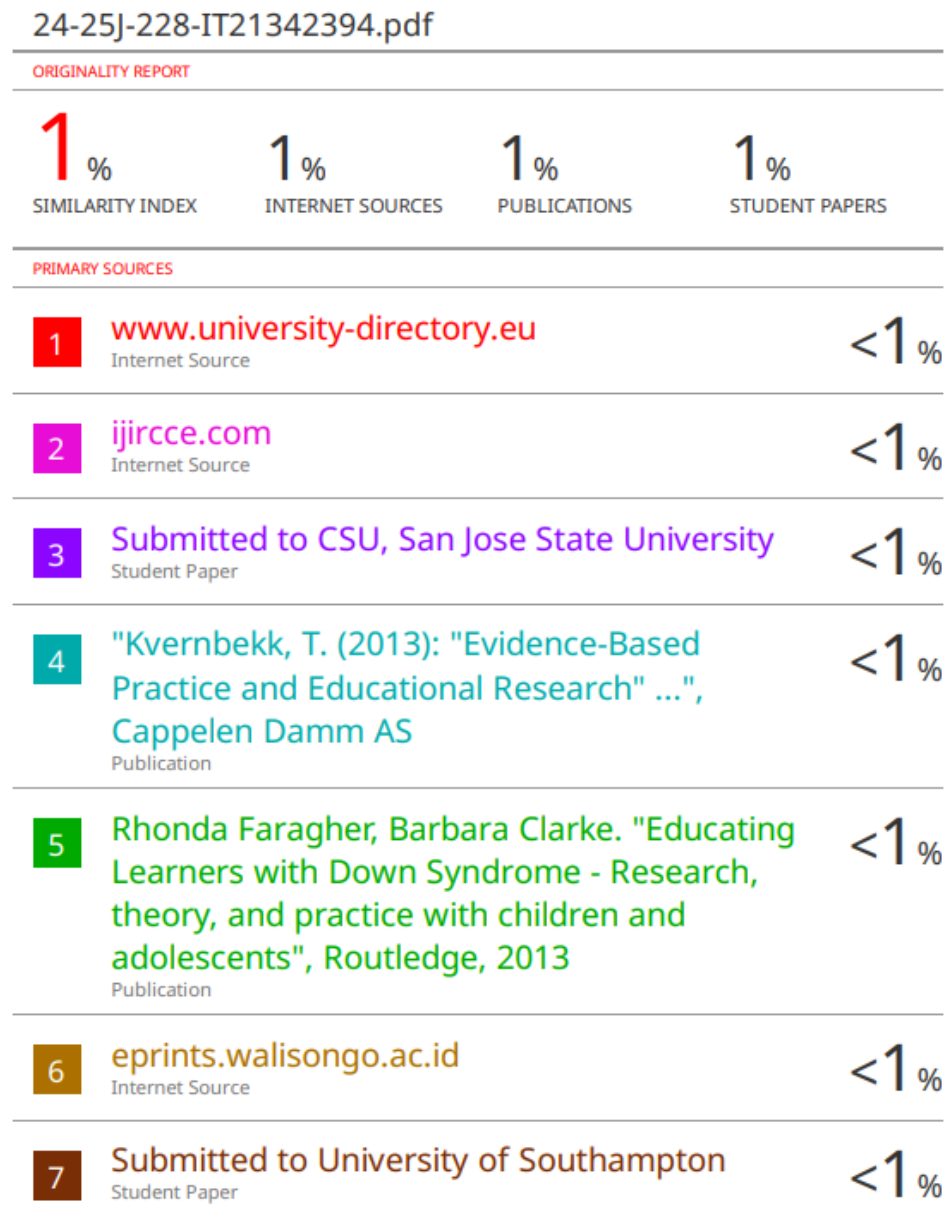 24-25J-228-IT21342394.pdf
ORIGINALITY REPORT
1% 1% 1% 1%
SIMILARITY INDEX INTERNET SOURCES PUBLICATIONS STUDENT PAPERS
PRIMARY SOURCES
1 www.university-directory.eu <1%
Internet Source
2 ijircce.com <1%
Internet Source
3 Submitted to CSU, San Jose State University <1%
Student Paper
4 "Kvernbekk, T. (2013): "Evidence-Based <1%
Practice and Educational Research" ...",
Cappelen Damm AS
Publication
5 Rhonda Faragher, Barbara Clarke. "Educating <1%
Learners with Down Syndrome - Research,
theory, and practice with children and
adolescents", Routledge, 2013
Publication
6 eprints.walisongo.ac.id <1%
Internet Source
7 Submitted to University of Southampton <1%
Student Paper